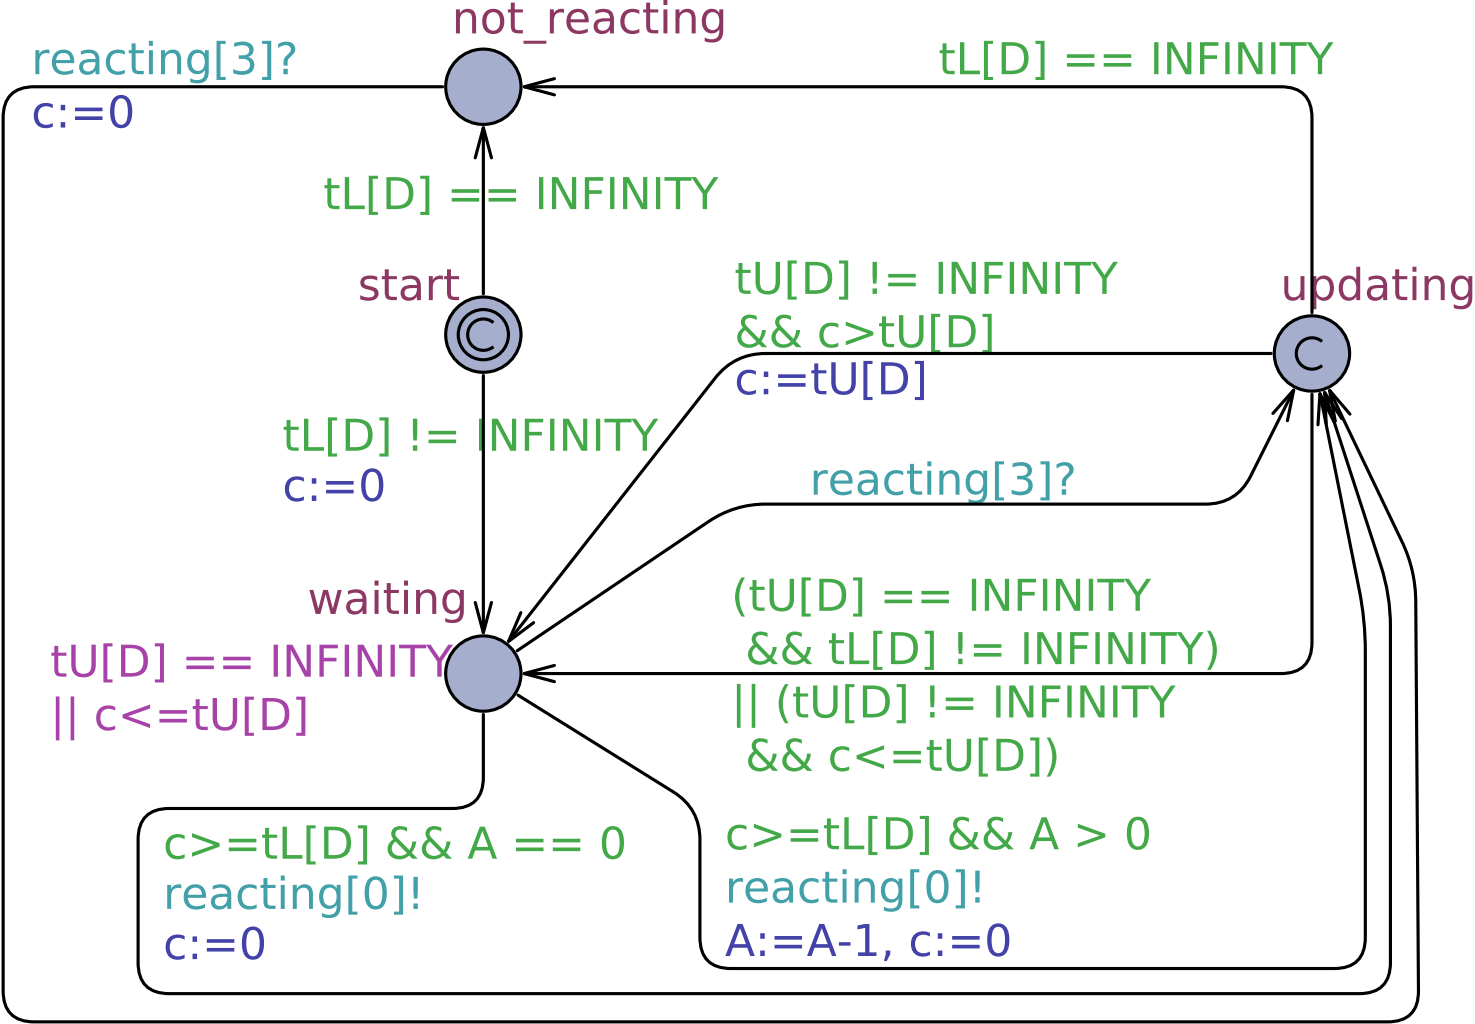 not_reacting
reacting[3]?
c:=0
tL[D] == INFINITY
tL[D] == INFINITY
start
tU[D] != INFINITY
&& c>tU[D]
c:=tU[D]
updating
tL[D] != INFINITY
c:=0
reacting[3]?
waiting
tU[D] == INFINITY
|| c<=tU[D]
(tU[D] == INFINITY
&& tL[D] != INFINITY)
|| (tU[D] != INFINITY
&& c<=tU[D])
c>=tL[D] && A == 0
reacting[0]!
c:=0
c>=tL[D] && A > 0
reacting[0]!
A:=A-1, c:=0